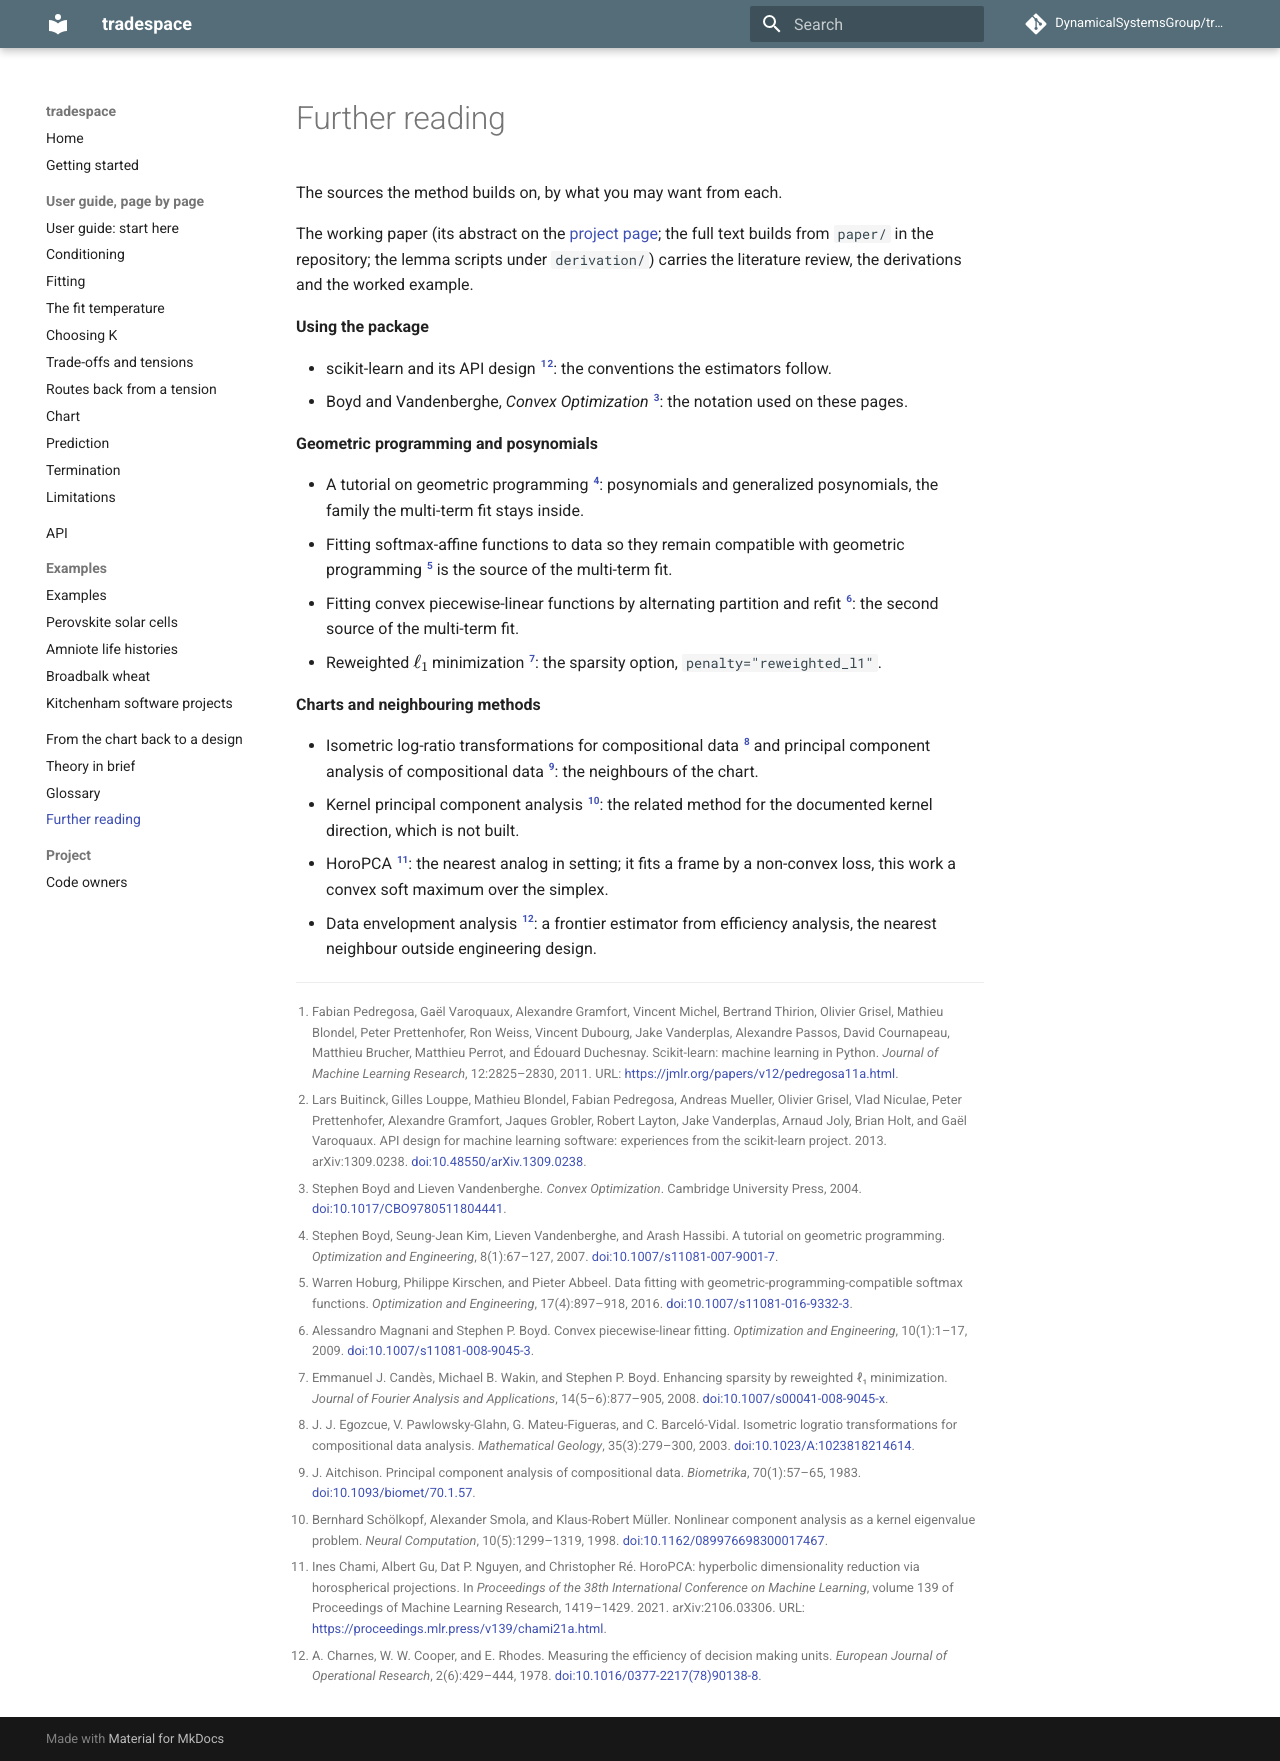 tradespace
Search
DynamicalSystemsGroup/tr…
tradespace
Home
Getting started
User guide, page by page
User guide: start here
Conditioning
Fitting
The fit temperature
Choosing K
Trade-offs and tensions
Routes back from a tension
Chart
Prediction
Termination
Limitations
API
Examples
Examples
Perovskite solar cells
Amniote life histories
Broadbalk wheat
Kitchenham software projects
From the chart back to a design
Theory in brief
Glossary
Further reading
Project
Code owners
Further reading
The sources the method builds on, by what you may want from each.
The working paper (its abstract on the project page; the full text builds from paper/ in the
repository; the lemma scripts under derivation/ ) carries the literature review, the derivations
and the worked example.
Using the package
• scikit-learn and its API design 12: the conventions the estimators follow.
• Boyd and Vandenberghe, Convex Optimization 3: the notation used on these pages.
Geometric programming and posynomials
• A tutorial on geometric programming 4: posynomials and generalized posynomials, the
family the multi-term fit stays inside.
• Fitting softmax-affine functions to data so they remain compatible with geometric
programming 5 is the source of the multi-term fit.
• Fitting convex piecewise-linear functions by alternating partition and refit 6: the second
source of the multi-term fit.
• Reweighted ℓ1 minimization 7: the sparsity option, penalty="reweighted_l1" .
Charts and neighbouring methods
• Isometric log-ratio transformations for compositional data 8 and principal component
analysis of compositional data 9: the neighbours of the chart.
• Kernel principal component analysis 10: the related method for the documented kernel
direction, which is not built.
• HoroPCA 11: the nearest analog in setting; it fits a frame by a non-convex loss, this work a
convex soft maximum over the simplex.
• Data envelopment analysis 12: a frontier estimator from efficiency analysis, the nearest
neighbour outside engineering design.
1. Fabian Pedregosa, Gaël Varoquaux, Alexandre Gramfort, Vincent Michel, Bertrand Thirion, Olivier Grisel, Mathieu
Blondel, Peter Prettenhofer, Ron Weiss, Vincent Dubourg, Jake Vanderplas, Alexandre Passos, David Cournapeau,
Matthieu Brucher, Matthieu Perrot, and Édouard Duchesnay. Scikit-learn: machine learning in Python. Journal of
Machine Learning Research, 12:2825–2830, 2011. URL: https://jmlr.org/papers/v12/pedregosa11a.html.
2. Lars Buitinck, Gilles Louppe, Mathieu Blondel, Fabian Pedregosa, Andreas Mueller, Olivier Grisel, Vlad Niculae, Peter
Prettenhofer, Alexandre Gramfort, Jaques Grobler, Robert Layton, Jake Vanderplas, Arnaud Joly, Brian Holt, and Gaël
Varoquaux. API design for machine learning software: experiences from the scikit-learn project. 2013.
arXiv:1309.0238. doi:10.48550/arXiv.1309.0238.
3. Stephen Boyd and Lieven Vandenberghe. Convex Optimization. Cambridge University Press, 2004.
doi:10.1017/CBO9780511804441.
4. Stephen Boyd, Seung-Jean Kim, Lieven Vandenberghe, and Arash Hassibi. A tutorial on geometric programming.
Optimization and Engineering, 8(1):67–127, 2007. doi:10.1007/s11081-007-9001-7.
5. Warren Hoburg, Philippe Kirschen, and Pieter Abbeel. Data fitting with geometric-programming-compatible softmax
functions. Optimization and Engineering, 17(4):897–918, 2016. doi:10.1007/s11081-016-9332-3.
6. Alessandro Magnani and Stephen P. Boyd. Convex piecewise-linear fitting. Optimization and Engineering, 10(1):1–17,
2009. doi:10.1007/s11081-008-9045-3.
7. Emmanuel J. Candès, Michael B. Wakin, and Stephen P. Boyd. Enhancing sparsity by reweighted ℓ₁ minimization.
Journal of Fourier Analysis and Applications, 14(5–6):877–905, 2008. doi:10.1007/s00041-008-9045-x.
8. J. J. Egozcue, V. Pawlowsky-Glahn, G. Mateu-Figueras, and C. Barceló-Vidal. Isometric logratio transformations for
compositional data analysis. Mathematical Geology, 35(3):279–300, 2003. doi:10.1023/A:1023818214614.
9. J. Aitchison. Principal component analysis of compositional data. Biometrika, 70(1):57–65, 1983.
doi:10.1093/biomet/70.1.57.
10. Bernhard Schölkopf, Alexander Smola, and Klaus-Robert Müller. Nonlinear component analysis as a kernel eigenvalue
problem. Neural Computation, 10(5):1299–1319, 1998. doi:10.1162/089976698300017467.
11. Ines Chami, Albert Gu, Dat P. Nguyen, and Christopher Ré. HoroPCA: hyperbolic dimensionality reduction via
horospherical projections. In Proceedings of the 38th International Conference on Machine Learning, volume 139 of
Proceedings of Machine Learning Research, 1419–1429. 2021. arXiv:2106.03306. URL:
https://proceedings.mlr.press/v139/chami21a.html.
12. A. Charnes, W. W. Cooper, and E. Rhodes. Measuring the efficiency of decision making units. European Journal of
Operational Research, 2(6):429–444, 1978. doi:10.1016/0377-2217(78)90138-8.
Made with Material for MkDocs